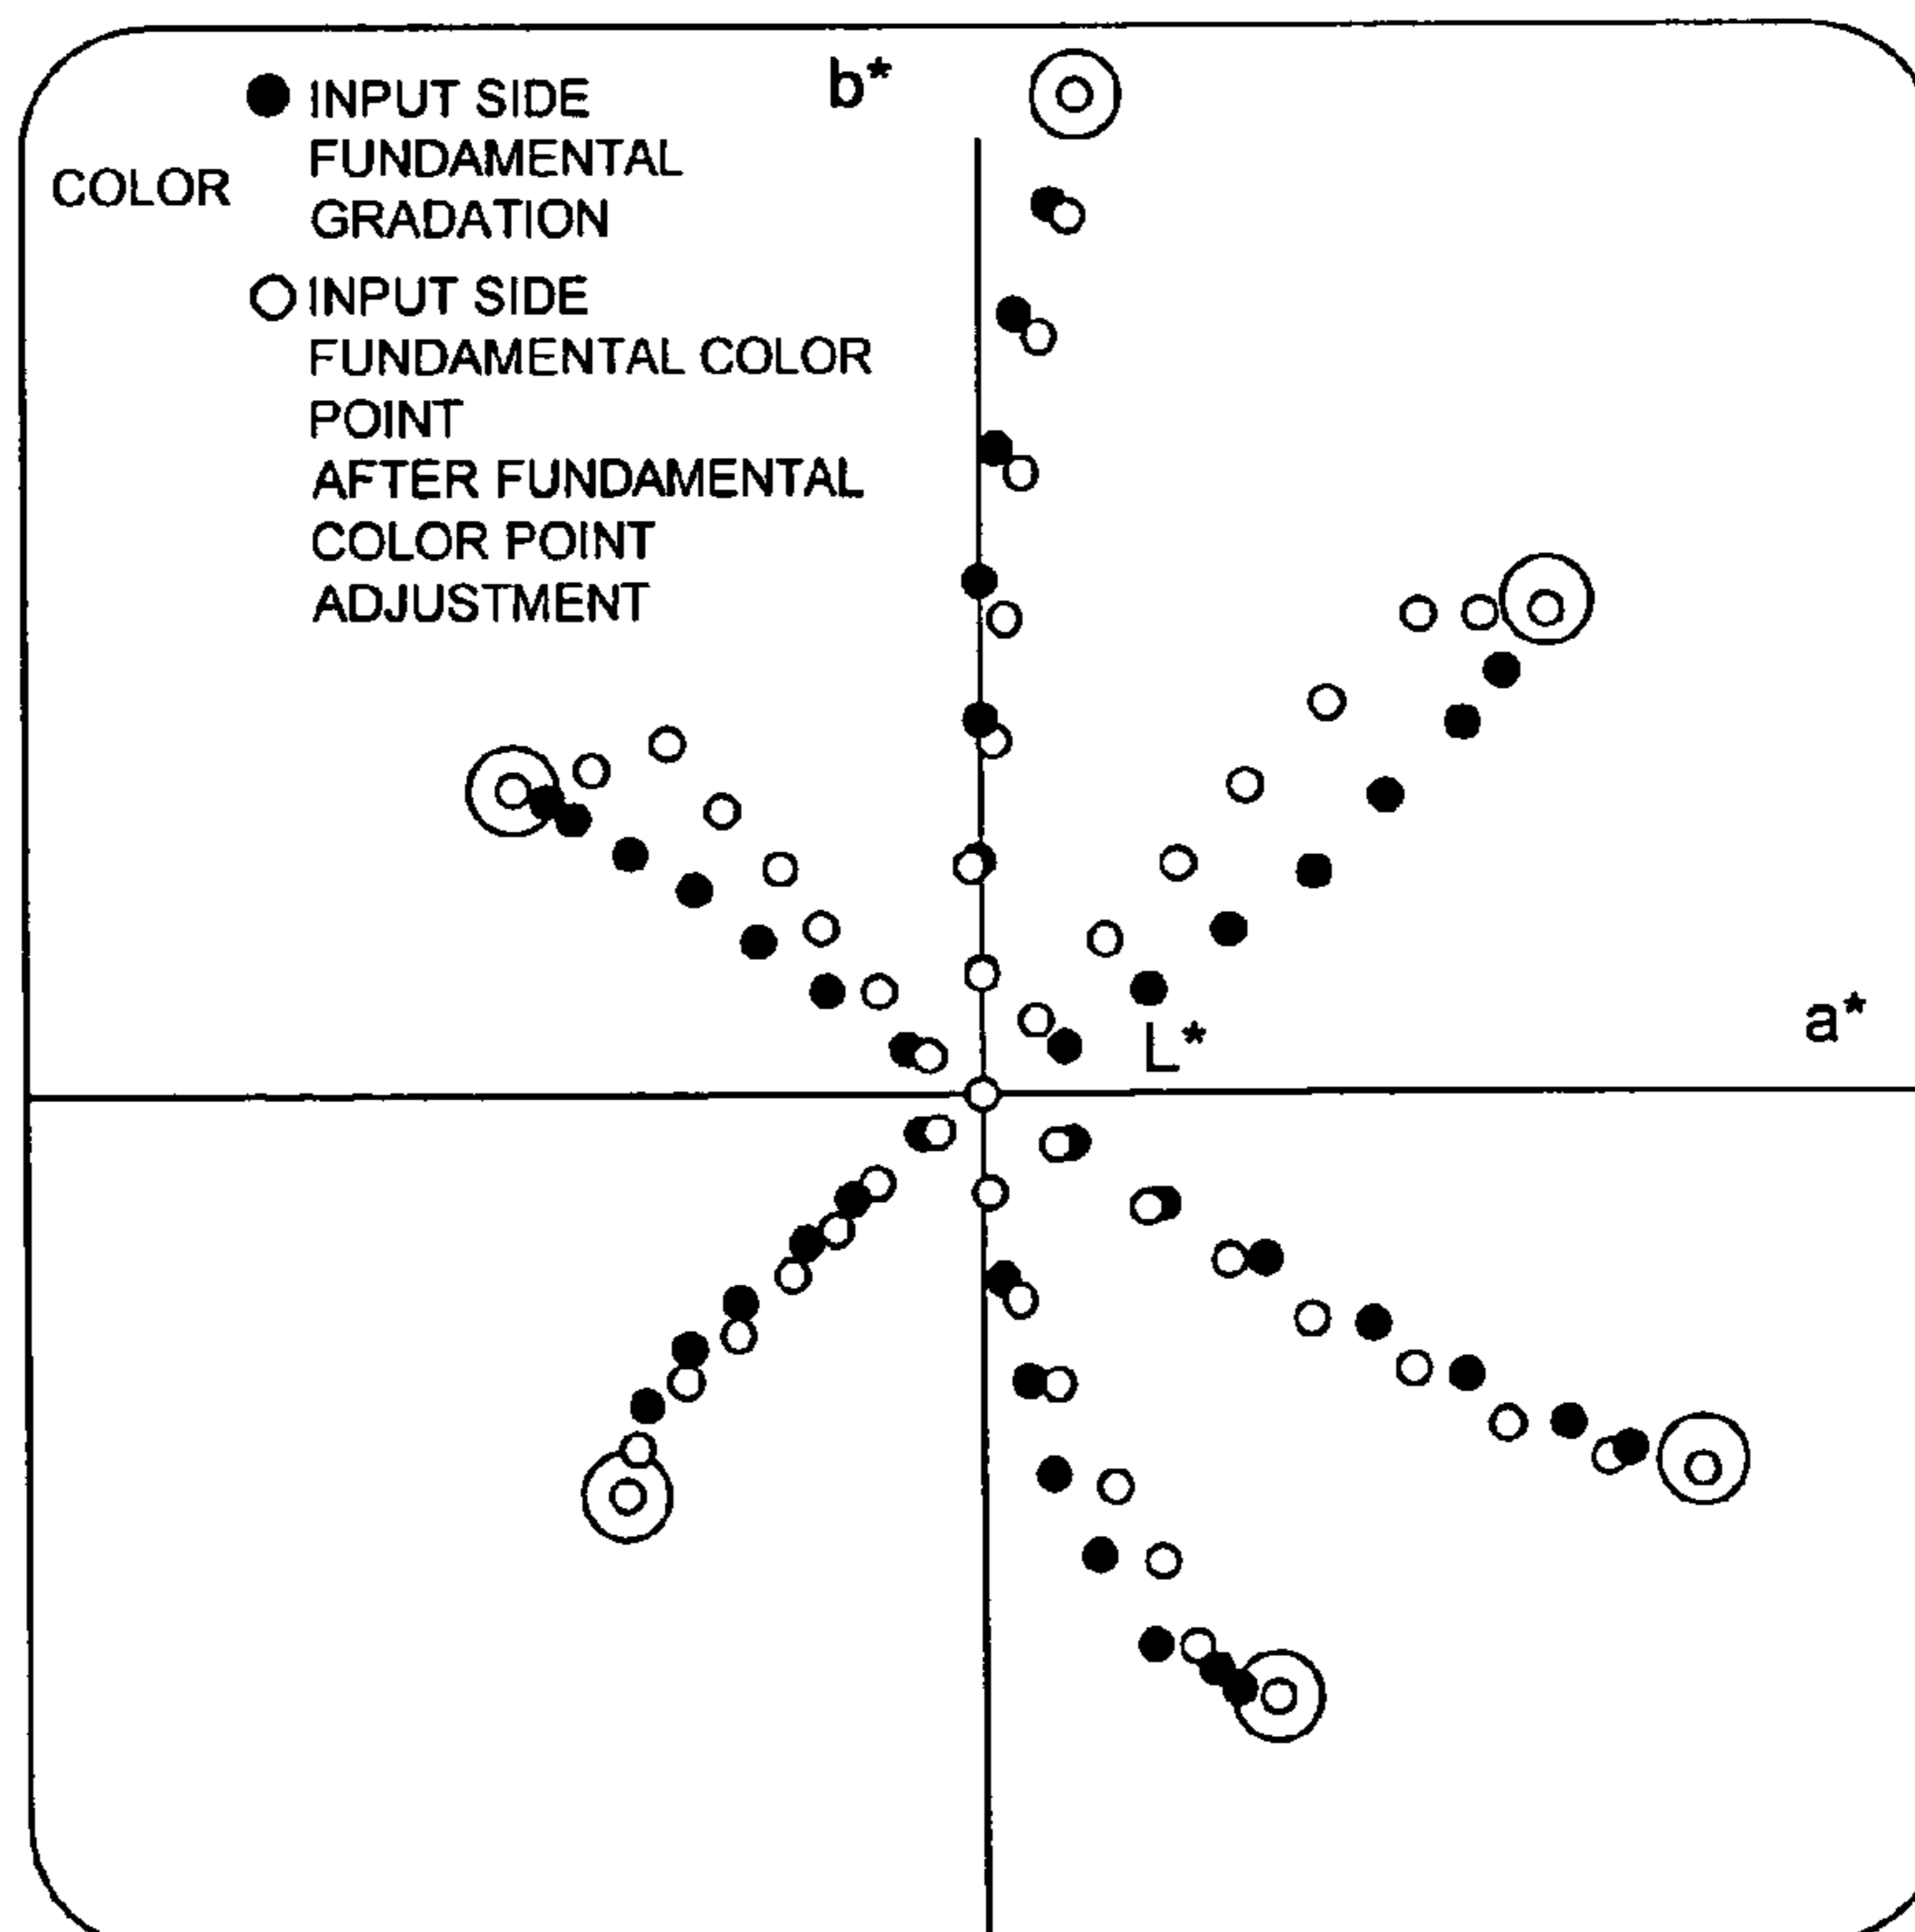 INPUT SIDE
FUNDAMENTAL
GRADATION
COLOR
INPUT SIDE
FUNDAMENTAL COLOR
POINT
AFTER FUNDAMENTAL
COLOR POINT
ADJUSTMENT
b*
a*
L*